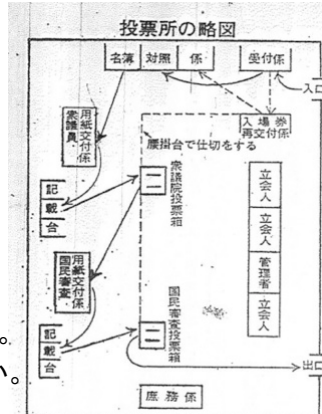 投票所の略図
名簿 対照 係
受付係
入口
入場券
再交付係
用紙交付係
衆議員
腰掛台で仕切をする
衆議院投票箱
記載台
立会人
立会人
管理者
立会人
用紙交付係
国民審査
国民審査投票箱
記載台
出口
庶務係
。
い。